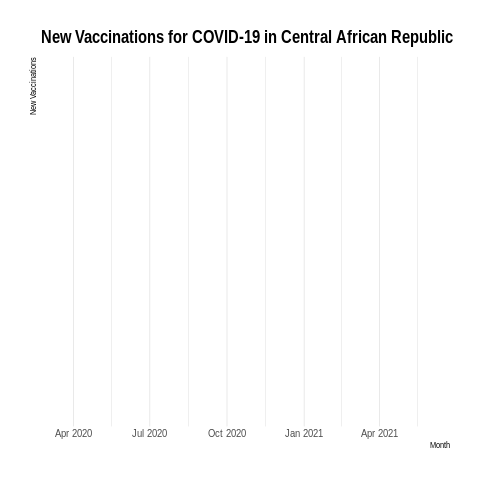 New Vaccinations for COVID-19 in Central African Republic
New Vaccinations
Apr 2020 Jul 2020 Oct 2020 Jan 2021 Apr 2021
Month